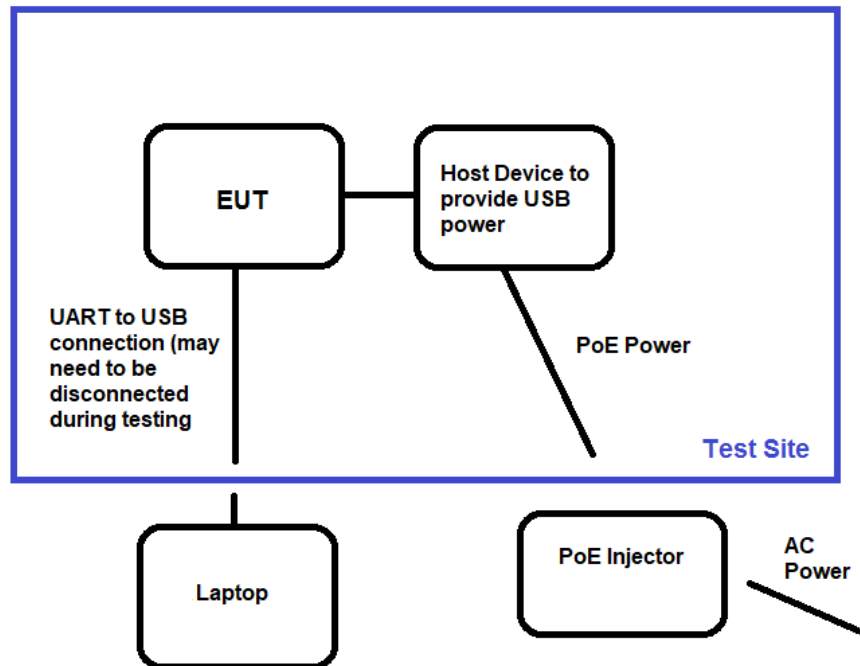 EUT
Host Device to
provide USB
power
UART to USB
connection (may
need to be
disconnected
during testing
PoE Power
Test Site
Laptop
PoE Injector
AC
Power